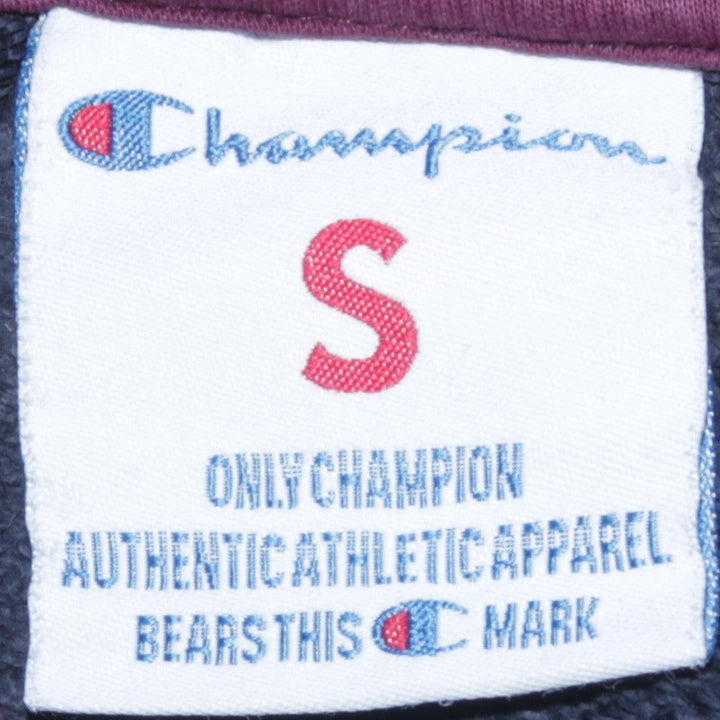 Champion
S
ONLY CHAMPION
AUTHENTIC ATHLETIC APPAREL
BEARS THIS C MARK